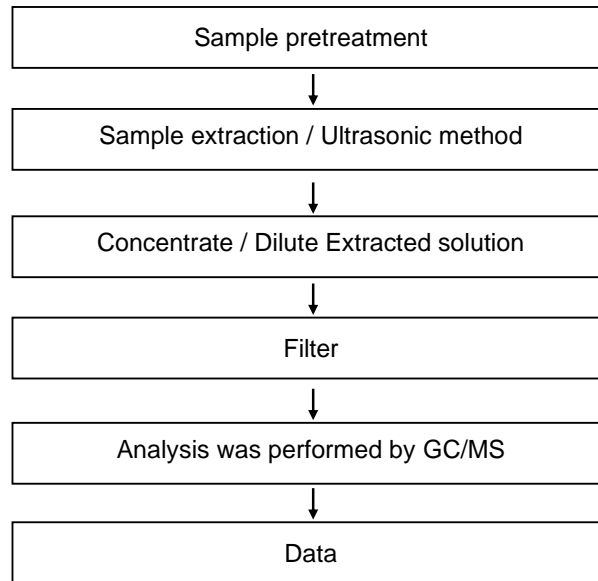 Sample pretreatment
Sample extraction / Ultrasonic method
Concentrate / Dilute Extracted solution
Filter
Analysis was performed by GC/MS
Data